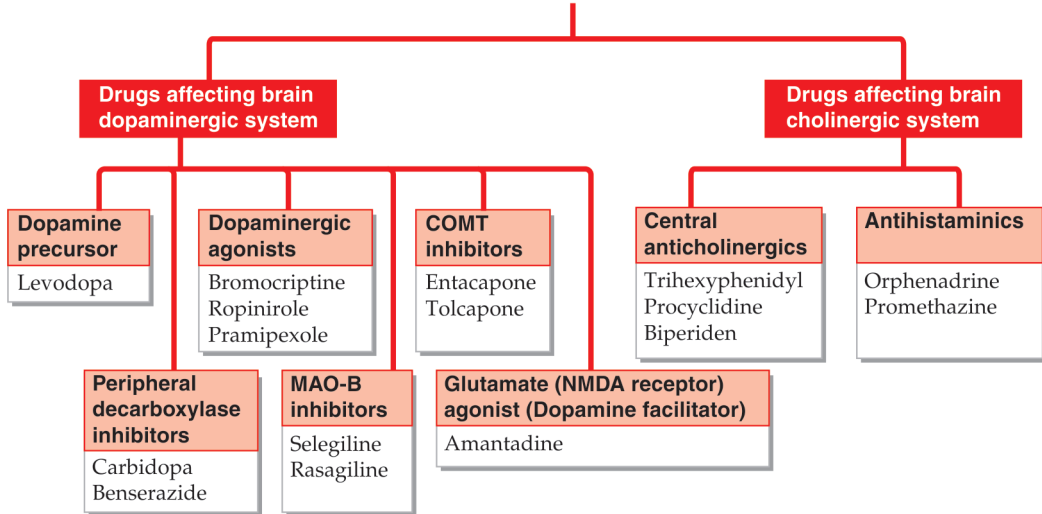 Drugs affecting brain
dopaminergic system
Drugs affecting brain
cholinergic system
Dopamine
precursor
Levodopa
Dopaminergic
agonists
Bromocriptine
Ropinirole
Pramipexole
COMT
inhibitors
Entacapone
Tolcapone
Central
anticholinergics
Trihexyphenidyl
Procyclidine
Biperiden
Antihistaminics
Orphenadrine
Promethazine
Peripheral
decarboxylase
inhibitors
Carbidopa
Benserazide
MAO-B
inhibitors
Selegiline
Rasagiline
Glutamate (NMDA receptor)
agonist (Dopamine facilitator)
Amantadine